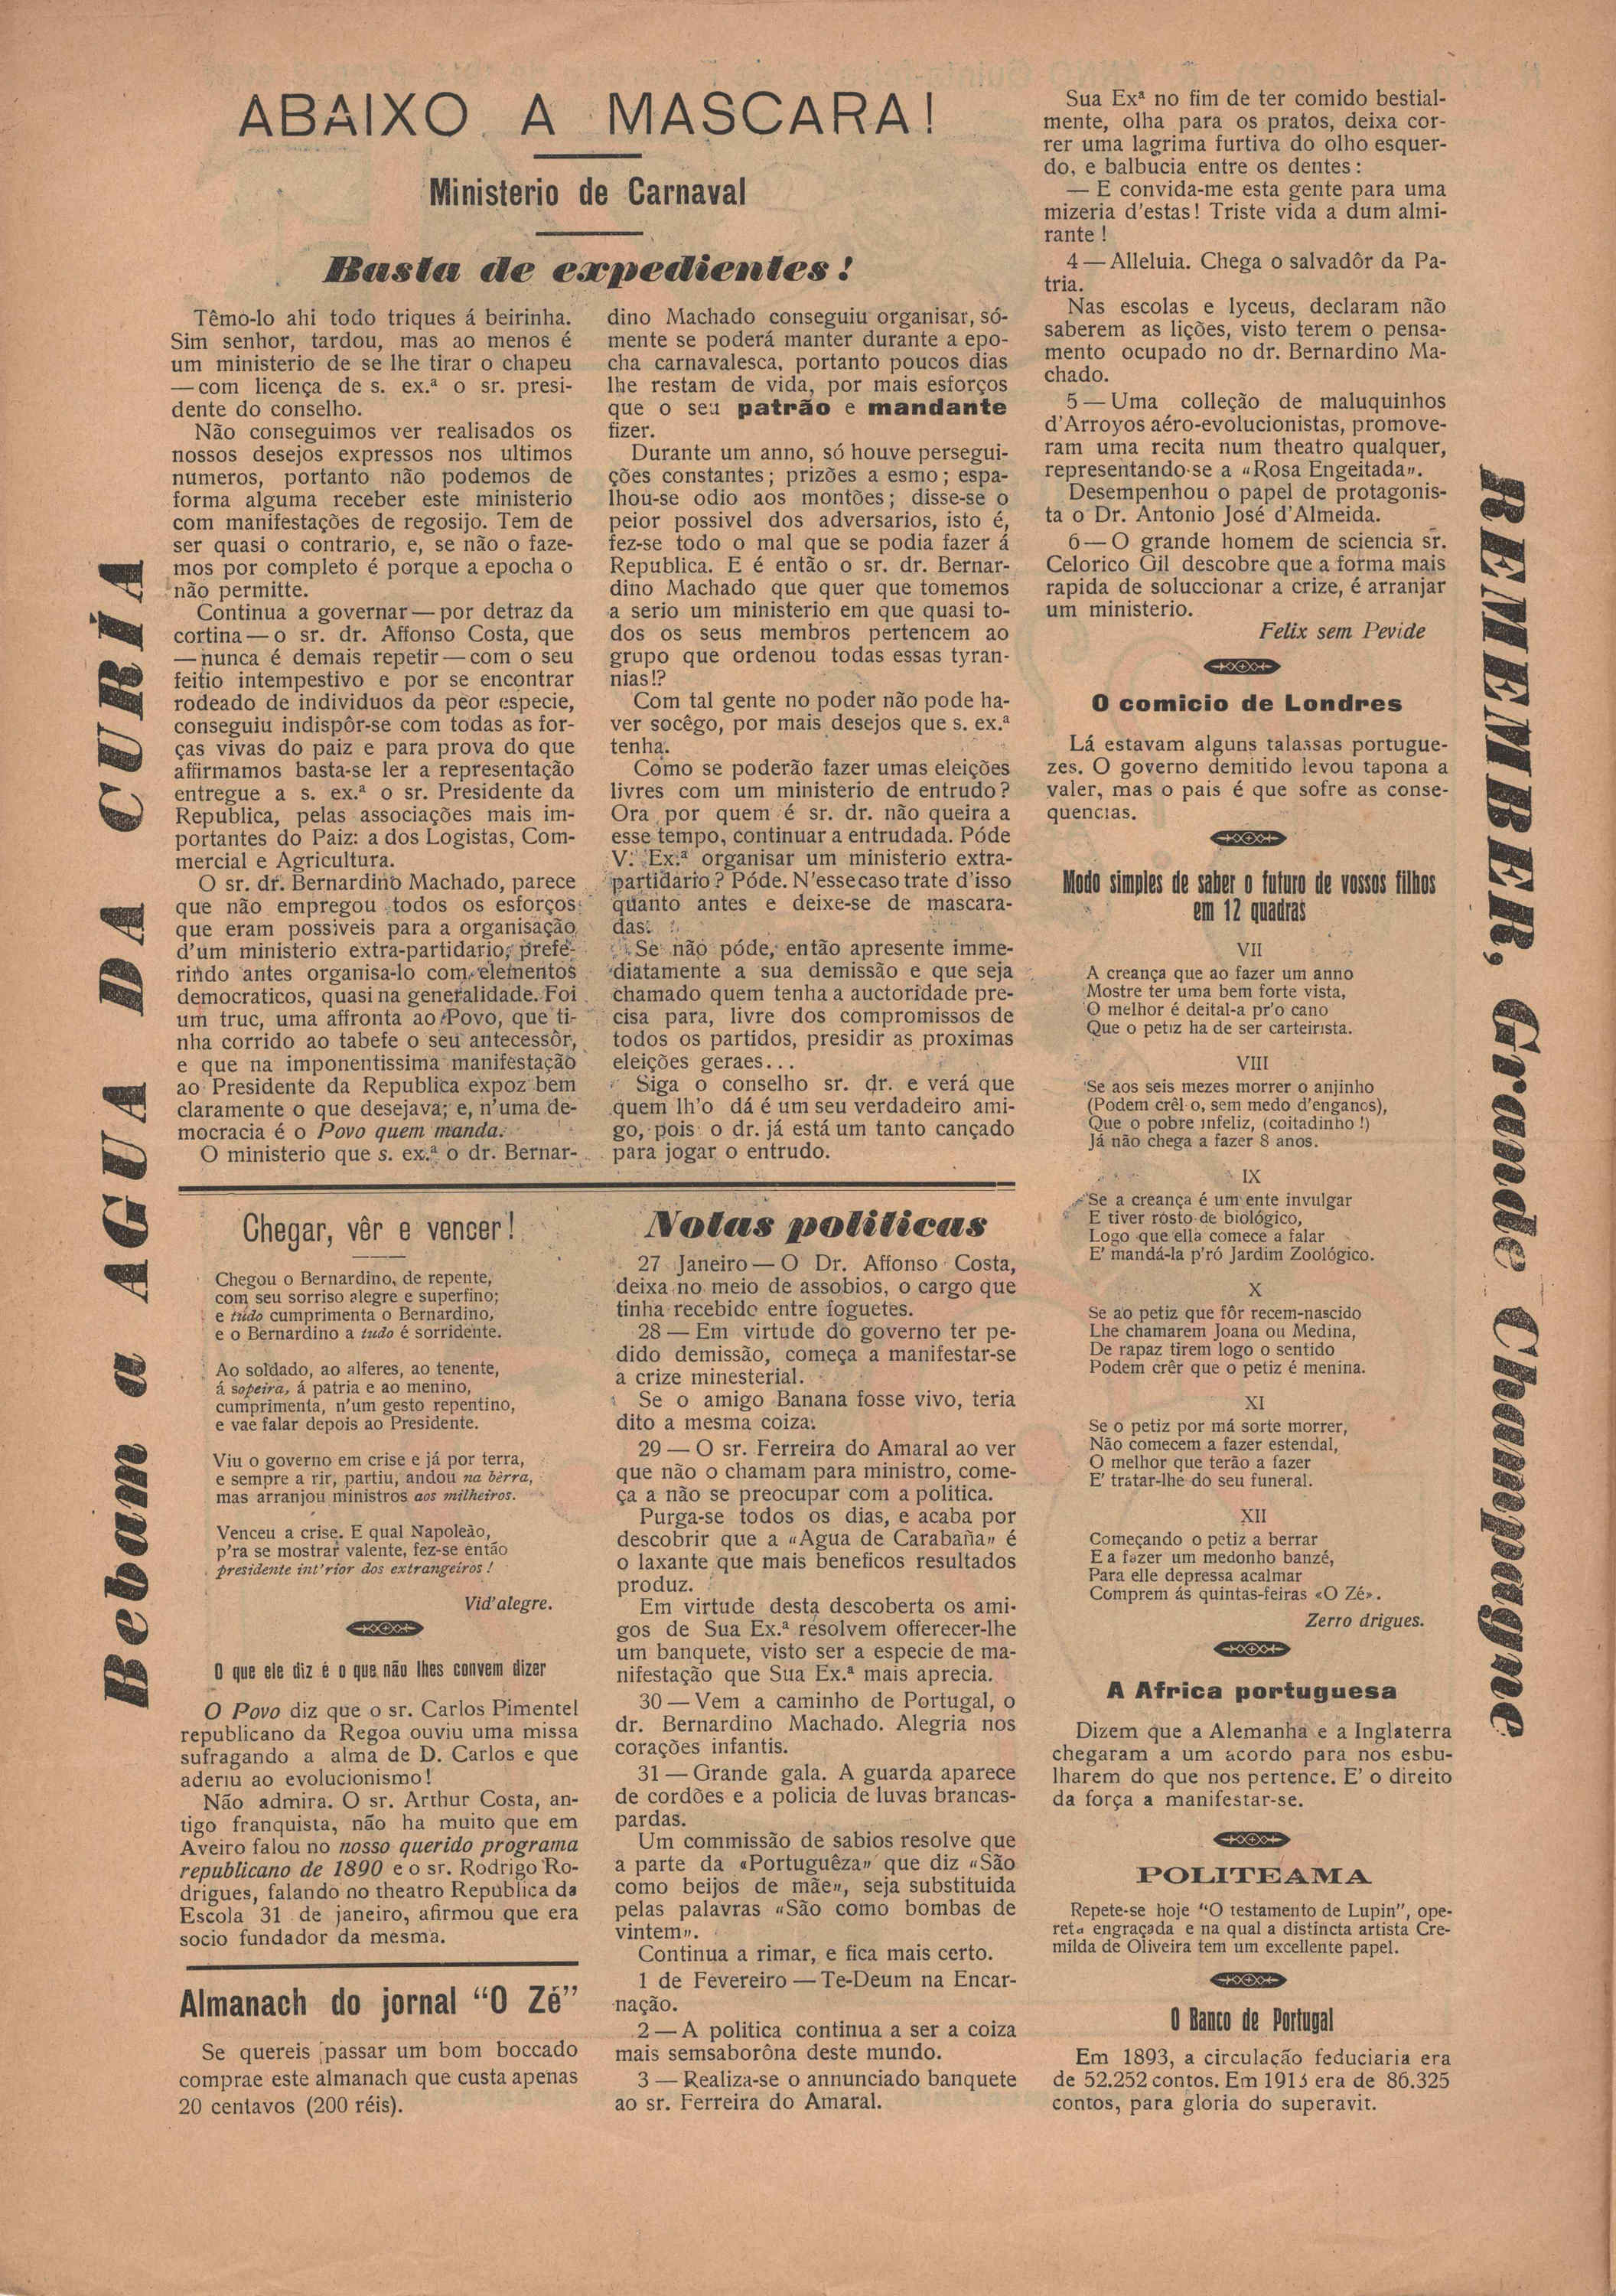 ABAIXO A MASCARA!
Ministerio de Carnaval
Basta de expedientes!
Têmo-lo ahi todo triques á beirinha.
Sim senhor, tardou, mas ao menos é
um ministerio de se lhe tirar o chapeu
—com licença de s. ex.ª o sr. presi-
dente do conselho.
Não conseguimos ver realisados os
nossos desejos expressos nos ultimos
numeros, portanto não podemos de
forma alguma receber este ministerio
com manifestações de regosijo. Tem de
ser quasi o contrario, e, se não o faze-
mos por completo é porque a epocha o
não permitte.
Continua a governar—por detraz da
cortina—o sr. dr. Affonso Costa, que
—nunca é demais repetir—com o seu
feitio intempestivo e por se encontrar
rodeado de individuos da peor especie,
conseguiu indispôr-se com todas as for-
ças vivas do paiz e para prova do que
affirmamos basta-se ler a representação
entregue a s. ex.ª o sr. Presidente da
Republica, pelas associações mais im-
portantes do Paiz: a dos Logistas, Com-
mercial e Agricultura.
O sr. dr. Bernardino Machado, parece
que não empregou todos os esforços
que eram possiveis para a organisação
d'um ministerio extra-partidario, prefe-
rindo antes organisa-lo com elementos
democraticos, quasi na generalidade. Foi
um truc, uma affronta ao Povo, que ti-
nha corrido ao tabefe o seu antecessôr,
e que na imponentissima manifestação
ao Presidente da Republica expoz bem
claramente o que desejava; e, n'uma de-
mocracia é o Povo quem manda.
O ministerio que s. ex.ª o dr. Bernar-
dino Machado conseguiu organisar, só-
mente se poderá manter durante a epo-
cha carnavalesca, portanto poucos dias
lhe restam de vida, por mais esforços
que o seu patrão e mandante
fizer.
Durante um anno, só houve persegui-
ções constantes; prizões a esmo; espa-
lhou-se odio aos montões; disse-se o
peior possivel dos adversarios, isto é,
fez-se todo o mal que se podia fazer á
Republica. E é então o sr. dr. Bernar-
dino Machado que quer que tomemos
a serio um ministerio em que quasi to-
dos os seus membros pertencem ao
grupo que ordenou todas essas tyran-
nias!?
Com tal gente no poder não pode ha-
ver socêgo, por mais desejos que s. ex.ª
tenha.
Como se poderão fazer umas eleições
livres com um ministerio de entrudo?
Ora por quem é sr. dr. não queira a
esse tempo, continuar a entrudada. Póde
V. Ex.ª organisar um ministerio extra-
partidario? Póde. N'esse caso trate d'isso
quanto antes e deixe-se de mascara-
das.
Se não póde, então apresente imme-
diatamente a sua demissão e que seja
chamado quem tenha a auctoridade pre-
cisa para, livre dos compromissos de
todos os partidos, presidir as proximas
eleições geraes...
Siga o conselho sr. dr. e verá que
quem lh'o dá é um seu verdadeiro ami-
go, pois o dr. já está um tanto cançado
para jogar o entrudo.
Chegar, vêr e vencer!
Chegou o Bernardino, de repente,
com seu sorriso alegre e superfino;
e tudo cumprimenta o Bernardino,
e o Bernardino a tudo é sorridente.
Ao soldado, ao alferes, ao tenente,
á sopeira, á patria e ao menino,
cumprimenta, n'um gesto repentino,
e vae falar depois ao Presidente.
Viu o governo em crise e já por terra,
e sempre a rir, partiu, andou na bêrra,
mas arranjou ministros aos milheiros.
Venceu a crise. E qual Napoleão,
p'ra se mostrar valente, fez-se então
presidente int'rior dos extrangeiros!
Vid'alegre.
O que ele diz é o que não lhes convem dizer
O Povo diz que o sr. Carlos Pimentel
republicano da Regoa ouviu uma missa
sufragando a alma de D. Carlos e que
aderiu ao evolucionismo!
Não admira. O sr. Arthur Costa, an-
tigo franquista, não ha muito que em
Aveiro falou no nosso querido programa
republicano de 1890 e o sr. Rodrigo Ro-
drigues, falando no theatro Republica da
Escola 31 de janeiro, afirmou que era
socio fundador da mesma.
Almanach do jornal "O Zé"
Se quereis passar um bom boccado
comprae este almanach que custa apenas
20 centavos (200 réis).
Notas politicas
27 Janeiro—O Dr. Affonso Costa,
deixa no meio de assobios, o cargo que
tinha recebido entre foguetes.
28—Em virtude do governo ter pe-
dido demissão, começa a manifestar-se
a crize minesterial.
Se o amigo Banana fosse vivo, teria
dito a mesma coiza.
29—O sr. Ferreira do Amaral ao ver
que não o chamam para ministro, come-
ça a não se preocupar com a politica.
Purga-se todos os dias, e acaba por
descobrir que a «Agua de Carabaña» é
o laxante que mais beneficos resultados
produz.
Em virtude desta descoberta os ami-
gos de Sua Ex.ª resolvem offerecer-lhe
um banquete, visto ser a especie de ma-
nifestação que Sua Ex.ª mais aprecia.
30—Vem a caminho de Portugal, o
dr. Bernardino Machado. Alegria nos
corações infantis.
31—Grande gala. A guarda aparece
de cordões e a policia de luvas brancas-
pardas.
Um commissão de sabios resolve que
a parte da «Portuguêza» que diz «São
como beijos de mãe», seja substituida
pelas palavras «São como bombas de
vintem».
Continua a rimar, e fica mais certo.
1 de Fevereiro—Te-Deum na Encar-
nação.
2—A politica continua a ser a coiza
mais semsaborôna deste mundo.
3—Realiza-se o annunciado banquete
ao sr. Ferreira do Amaral.
Sua Exª no fim de ter comido bestial-
mente, olha para os pratos, deixa cor-
rer uma lagrima furtiva do olho esquer-
do, e balbucia entre os dentes:
—E convida-me esta gente para uma
mizeria d'estas! Triste vida a dum almi-
rante!
4—Alleluia. Chega o salvadôr da Pa-
tria.
Nas escolas e lyceus, declaram não
saberem as lições, visto terem o pensa-
mento ocupado no dr. Bernardino Ma-
chado.
5—Uma colleção de maluquinhos
d'Arroyos aéro-evolucionistas, promove-
ram uma recita num theatro qualquer,
representando-se a «Rosa Engeitada».
Desempenhou o papel de protagonis-
ta o Dr. Antonio José d'Almeida.
6—O grande homem de sciencia sr.
Celorico Gil descobre que a forma mais
rapida de soluccionar a crize, é arranjar
um ministerio.
Felix sem Pevide
O comicio de Londres
Lá estavam alguns talassas portugue-
zes. O governo demitido levou tapona a
valer, mas o pais é que sofre as conse-
quencias.
Modo simples de saber o futuro de vossos filhos
em 12 quadras
VII
A creança que ao fazer um anno
Mostre ter uma bem forte vista,
O melhor é deital-a pr'o cano
Que o petiz ha de ser carteirista.
VIII
Se aos seis mezes morrer o anjinho
(Podem crêl-o, sem medo d'enganos),
Que o pobre infeliz, (coitadinho!)
Já não chega a fazer 8 anos.
IX
Se a creança é um ente invulgar
E tiver rosto de biológico,
Logo que ella comece a falar
E' mandá-la p'ró Jardim Zoológico.
X
Se ao petiz que fôr recem-nascido
Lhe chamarem Joana ou Medina,
De rapaz tirem logo o sentido
Podem crêr que o petiz é menina.
XI
Se o petiz por má sorte morrer,
Não comecem a fazer estendal,
O melhor que terão a fazer
E' tratar-lhe do seu funeral.
XII
Começando o petiz a berrar
E a fazer um medonho banzé,
Para elle depressa acalmar
Comprem ás quintas-feiras «O Zé».
Zerro drigues.
A Africa portuguesa
Dizem que a Alemanha e a Inglaterra
chegaram a um acordo para nos esbu-
lharem do que nos pertence. E' o direito
da força a manifestar-se.
POLITEAMA
Repete-se hoje "O testamento de Lupin", ope-
reta engraçada e na qual a distincta artista Cre-
milda de Oliveira tem um excellente papel.
O Banco de Portugal
Em 1893, a circulação feduciaria era
de 52.252 contos. Em 1913 era de 86.325
contos, para gloria do superavit.
Bebam a AGUA DA CURIA
REMEMBER, Grande Champagne